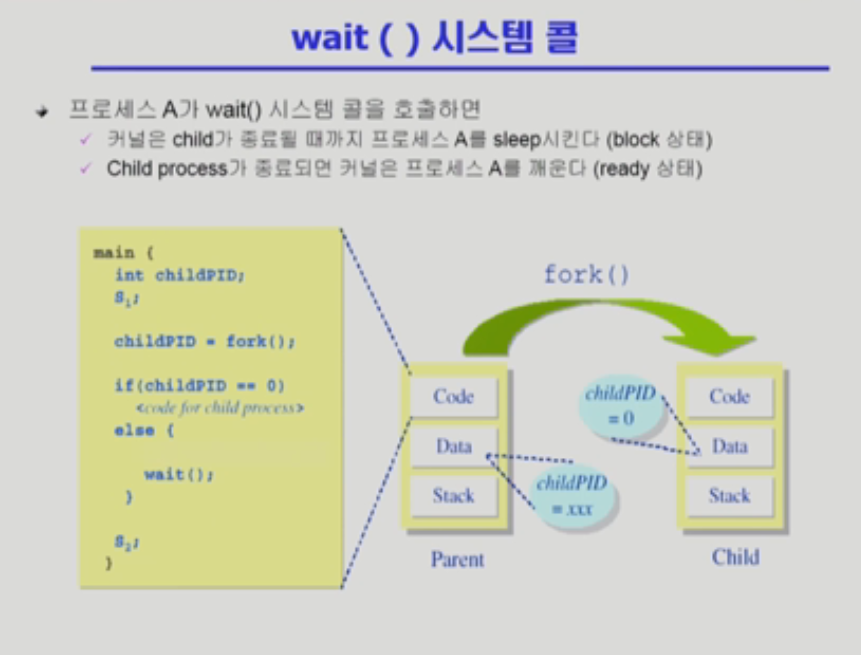 wait ( ) 시스템 콜
프로세스 A가 wait() 시스템 콜을 호출하면
✓ 커널은 child가 종료될 때까지 프로세스 A를 sleep시킨다 (block 상태)
✓ Child process가 종료되면 커널은 프로세스 A를 깨운다 (ready 상태)
main {
int childPID;
S₁;
childPID = fork();
if(childPID == 0)
<code for child process>
else {
wait();
}
S₂;
}
fork()
Code
Data
Stack
Parent
childPID
= xxx
childPID
= 0
Code
Data
Stack
Child